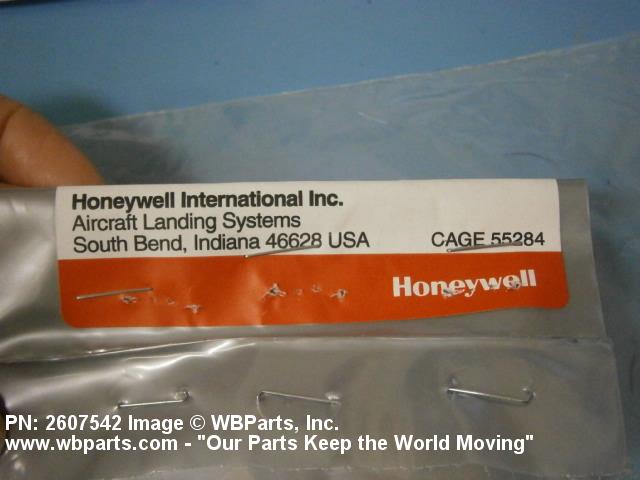 Honeywell International Inc.
Aircraft Landing Systems
South Bend, Indiana 46628 USA
CAGE 55284
Honeywell
PN: 2607542 Image © WBParts, Inc.
www.wbparts.com - "Our Parts Keep the World Moving"